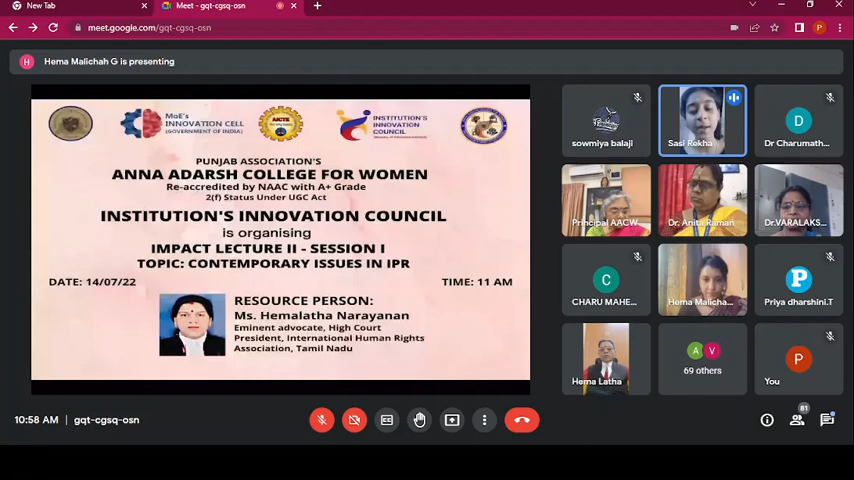 New Tab
Meet - gqt-cgsq-osn
meet.google.com/gqt-cgsq-osn
P
H Hema Malichah G is presenting
MoE's
INNOVATION CELL
(GOVERNMENT OF INDIA)
AICTE
INSTITUTION'S
INNOVATION
COUNCIL
PUNJAB ASSOCIATION'S
ANNA ADARSH COLLEGE FOR WOMEN
Re-accredited by NAAC with A+ Grade
2(f) Status Under UGC Act
INSTITUTION'S INNOVATION COUNCIL
is organising
IMPACT LECTURE II - SESSION I
TOPIC: CONTEMPORARY ISSUES IN IPR
DATE: 14/07/22
TIME: 11 AM
RESOURCE PERSON:
Ms. Hemalatha Narayanan
Eminent advocate, High Court
President, International Human Rights
Association, Tamil Nadu
sowmiya balaji
Sasi Rekha
D
Dr Charumath...
Principal AACW
Dr. Anita Raman
Dr.VARALAKS...
C
CHARU MAHE...
Hema Malicha...
P
Priya dharshini.T
Hema Latha
A V
69 others
P
You
10:58 AM | gqt-cgsq-osn
81